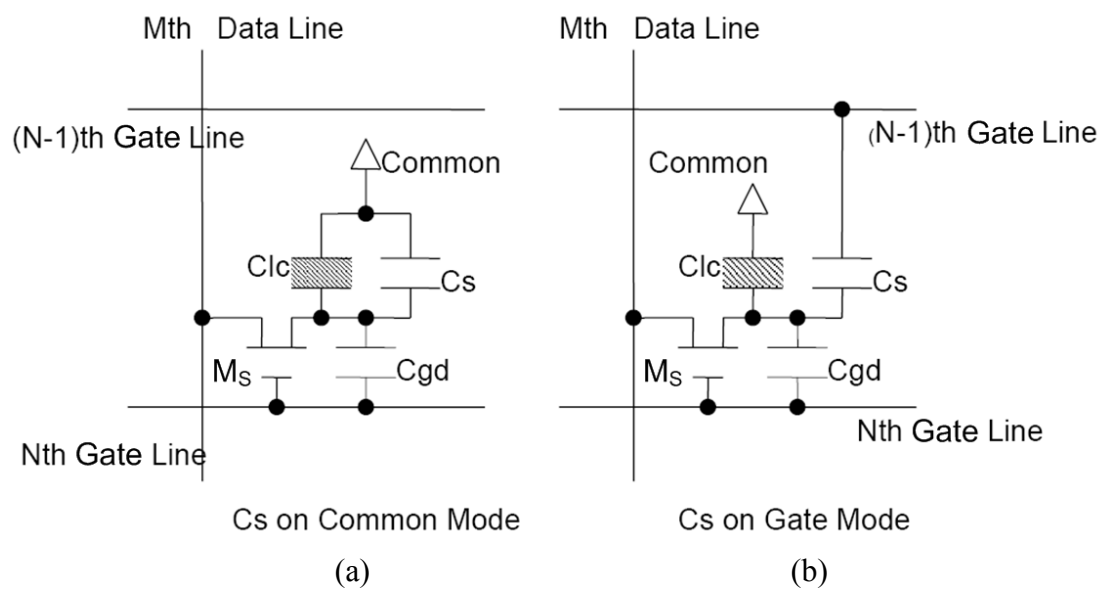 Mth Data Line
(N-1)th Gate Line
Common
Clc
Cs
MS
Cgd
Nth Gate Line
Cs on Common Mode
(a)
Mth Data Line
(N-1)th Gate Line
Common
Clc
Cs
MS
Cgd
Nth Gate Line
Cs on Gate Mode
(b)